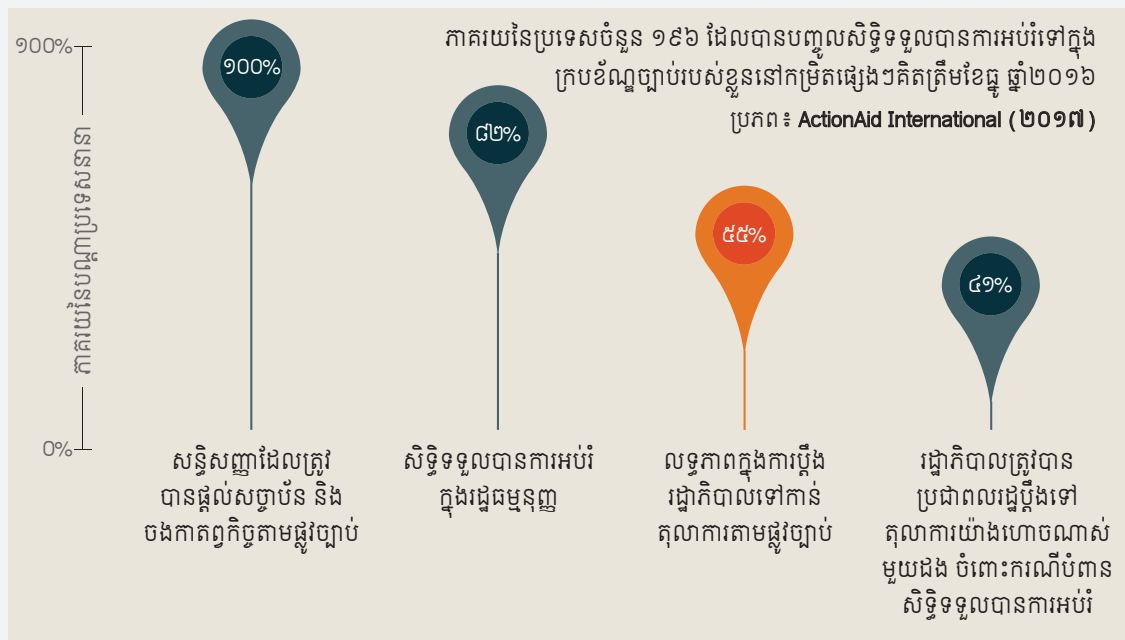 ភាគរយនៃប្រទេសចំនួន ១៩៦ ដែលបានបញ្ចូលសិទ្ធិទទួលបានការអប់រំទៅក្នុង
ក្របខ័ណ្ឌច្បាប់របស់ខ្លួននៅកម្រិតផ្សេងៗគិតត្រឹមខែធ្នូ ឆ្នាំ២០១៦
ប្រភព៖ ActionAid International (២០១៧)
១០០%
ភាគរយនៃបណ្ដាប្រទេសនានា
០%
១០០%
៨២%
៥៥%
៤១%
សន្ធិសញ្ញាដែលត្រូវ
បានផ្តល់សច្ចាប័ន និង
ចងកាតព្វកិច្ចតាមផ្លូវច្បាប់
សិទ្ធិទទួលបានការអប់រំ
ក្នុងរដ្ឋធម្មនុញ្ញ
លទ្ធភាពក្នុងការប្តឹង
រដ្ឋាភិបាលទៅកាន់
តុលាការតាមផ្លូវច្បាប់
រដ្ឋាភិបាលត្រូវបាន
ប្រជាពលរដ្ឋប្តឹងទៅ
តុលាការយ៉ាងហោចណាស់
មួយដង ចំពោះករណីបំពាន
សិទ្ធិទទួលបានការអប់រំ